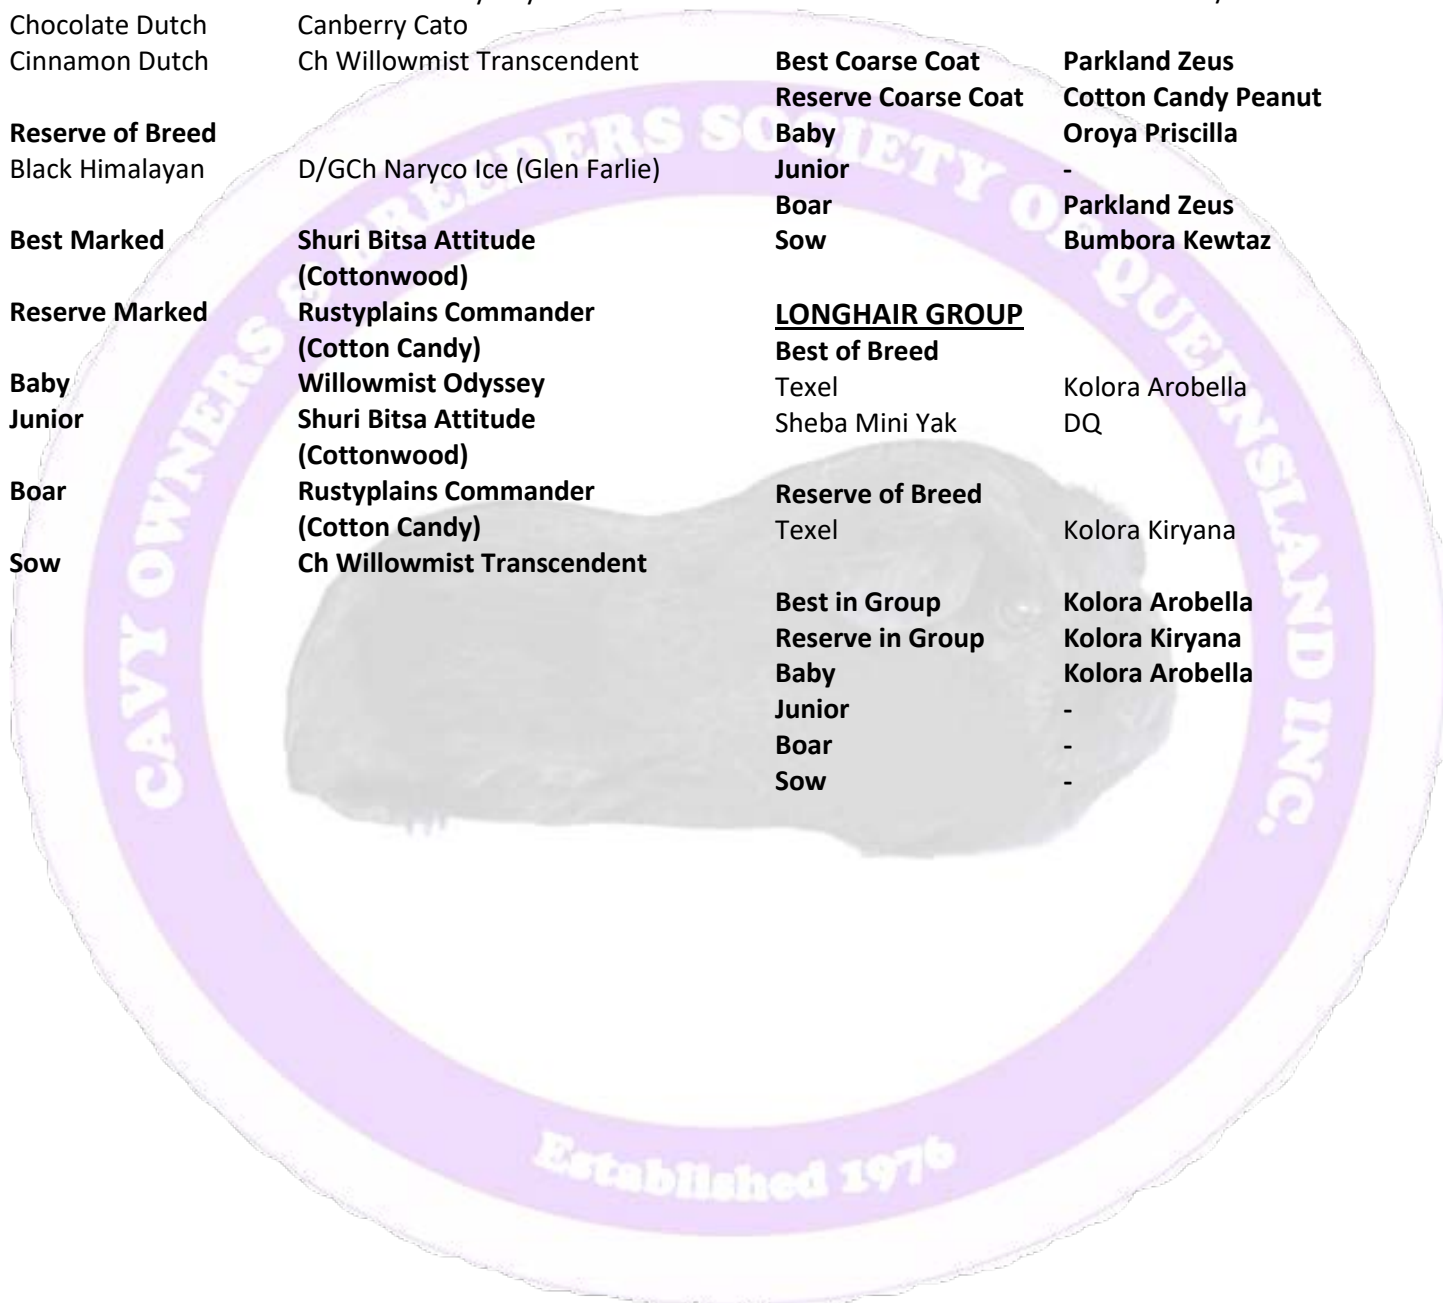 Chocolate Dutch Canberry Cato
Cinnamon Dutch Ch Willowmist Transcendent
Reserve of Breed
Black Himalayan D/GCh Naryco Ice (Glen Farlie)
Best Marked Shuri Bitsa Attitude
(Cottonwood)
Reserve Marked Rustyplains Commander
(Cotton Candy)
Baby Willowmist Odyssey
Junior Shuri Bitsa Attitude
(Cottonwood)
Boar Rustyplains Commander
(Cotton Candy)
Sow Ch Willowmist Transcendent
Best Coarse Coat Parkland Zeus
Reserve Coarse Coat Cotton Candy Peanut
Baby Oroya Priscilla
Junior -
Boar Parkland Zeus
Sow Bumbora Kewtaz
LONGHAIR GROUP
Best of Breed
Texel Kolora Arobella
Sheba Mini Yak DQ
Reserve of Breed
Texel Kolora Kiryana
Best in Group Kolora Arobella
Reserve in Group Kolora Kiryana
Baby Kolora Arobella
Junior -
Boar -
Sow -
CAVY OWNERS & BREEDERS SOCIETY OF QUEENSLAND INC.
Established 1976